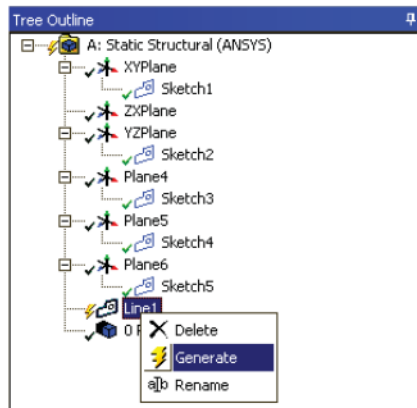 Tree Outline
A: Static Structural (ANSYS)
XYPlane
Sketch1
ZXPlane
YZPlane
Sketch2
Plane4
Sketch3
Plane5
Sketch4
Plane6
Sketch5
Line1
0
Delete
Generate
a|b Rename